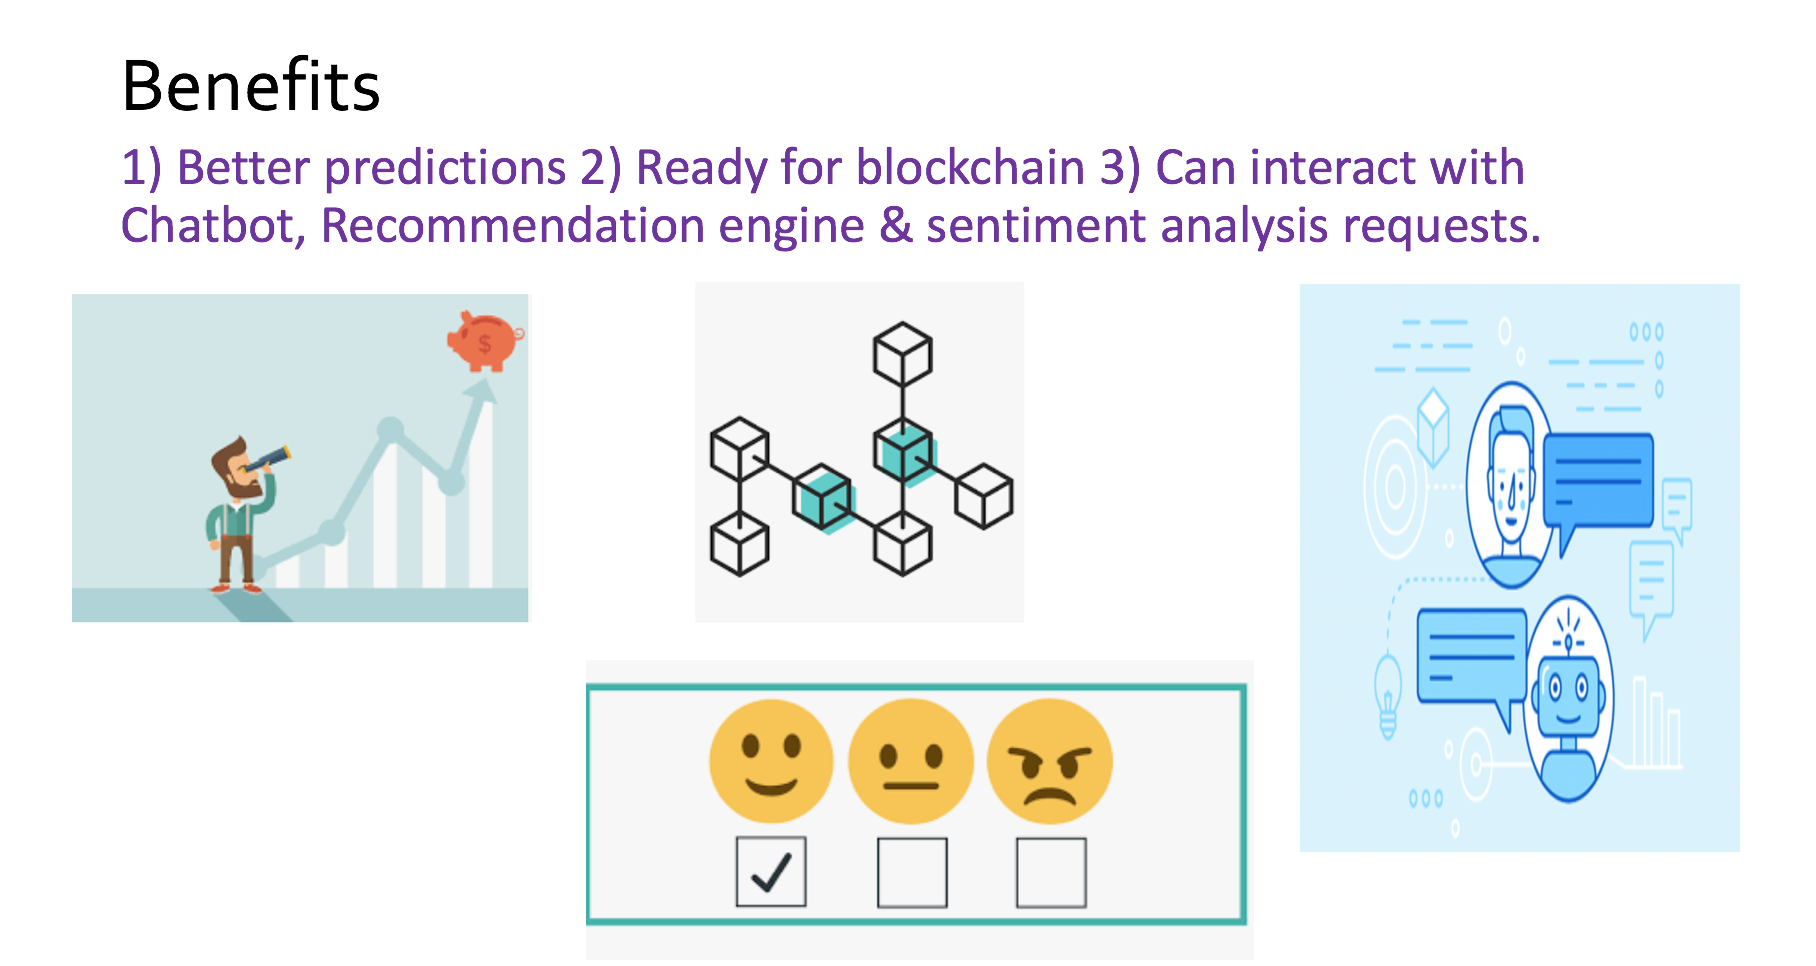 Benefits
1) Better predictions 2) Ready for blockchain 3) Can interact with
Chatbot, Recommendation engine & sentiment analysis requests.
$